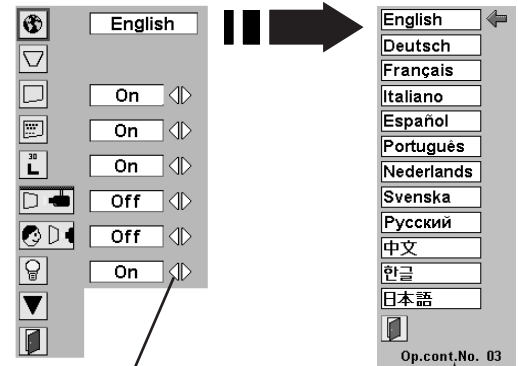 English
On
On
30
L
On
Off
Off
On
English
Deutsch
Français
Italiano
Español
Português
Nederlands
Svenska
Русский
中文
한글
日本語
Op.cont.No. 03